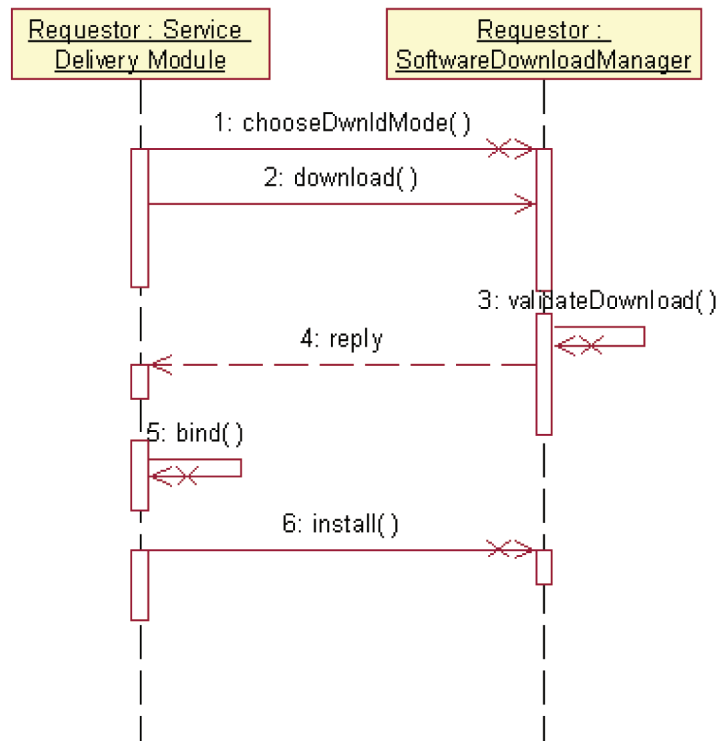 Requestor : Service
Delivery Module
Requestor :
SoftwareDownloadManager
1: chooseDwnldMode( )
2: download( )
3: validateDownload( )
4: reply
5: bind( )
6: install( )